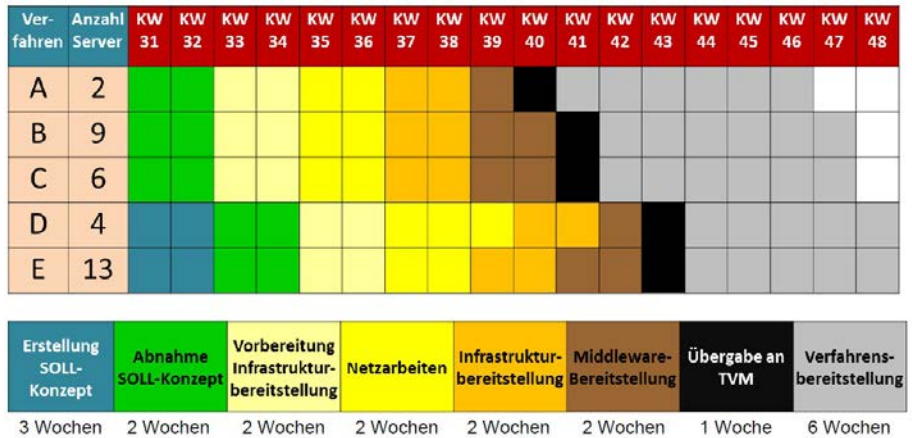 Ver- Anzahl KW KW KW KW KW KW KW KW KW KW KW KW KW KW KW KW KW KW
fahren Server 31 32 33 34 35 36 37 38 39 40 41 42 43 44 45 46 47 48
A 2
B 9
C 6
D 4
E 13
Erstellung SOLL-Konzept
Abnahme SOLL-Konzept
Vorbereitung Infrastruktur-bereitstellung
Netzarbeiten
Infrastruktur-bereitstellung
Middleware-Bereitstellung
Übergabe an TVM
Verfahrens-bereitstellung
3 Wochen 2 Wochen 2 Wochen 2 Wochen 2 Wochen 2 Wochen 1 Woche 6 Wochen